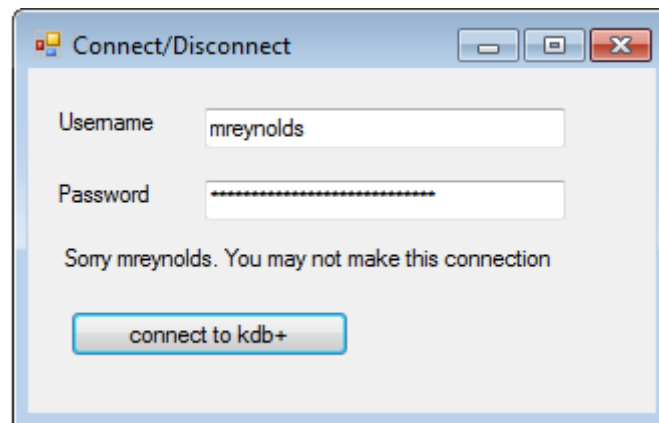 Connect/Disconnect
Username
mreynolds
Password
****************************
Sorry mreynolds. You may not make this connection
connect to kdb+